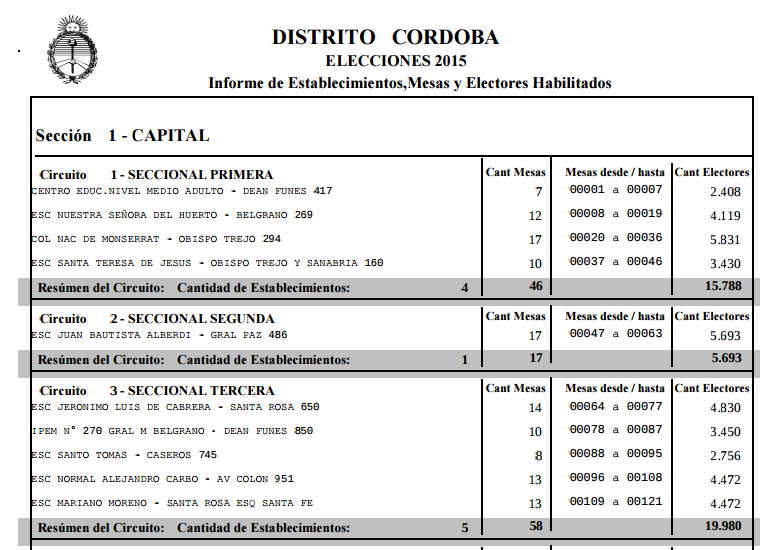 DISTRITO CORDOBA
ELECCIONES 2015
Informe de Establecimientos,Mesas y Electores Habilitados
Sección 1 - CAPITAL
Circuito 1 - SECCIONAL PRIMERA Cant Mesas Mesas desde / hasta Cant Electores
CENTRO EDUC.NIVEL MEDIO ADULTO - DEAN FUNES 417 7 00001 a 00007 2.408
ESC NUESTRA SEÑORA DEL HUERTO - BELGRANO 269 12 00008 a 00019 4.119
COL NAC DE MONSERRAT - OBISPO TREJO 294 17 00020 a 00036 5.831
ESC SANTA TERESA DE JESUS - OBISPO TREJO Y SANABRIA 160 10 00037 a 00046 3.430
Resúmen del Circuito: Cantidad de Establecimientos: 4 46 15.788
Circuito 2 - SECCIONAL SEGUNDA Cant Mesas Mesas desde / hasta Cant Electores
ESC JUAN BAUTISTA ALBERDI - GRAL PAZ 486 17 00047 a 00063 5.693
Resúmen del Circuito: Cantidad de Establecimientos: 1 17 5.693
Circuito 3 - SECCIONAL TERCERA Cant Mesas Mesas desde / hasta Cant Electores
ESC JERONIMO LUIS DE CABRERA - SANTA ROSA 650 14 00064 a 00077 4.830
IPEM N° 270 GRAL M BELGRANO - DEAN FUNES 850 10 00078 a 00087 3.450
ESC SANTO TOMAS - CASEROS 745 8 00088 a 00095 2.756
ESC NORMAL ALEJANDRO CARBO - AV COLON 951 13 00096 a 00108 4.472
ESC MARIANO MORENO - SANTA ROSA ESQ SANTA FE 13 00109 a 00121 4.472
Resúmen del Circuito: Cantidad de Establecimientos: 5 58 19.980